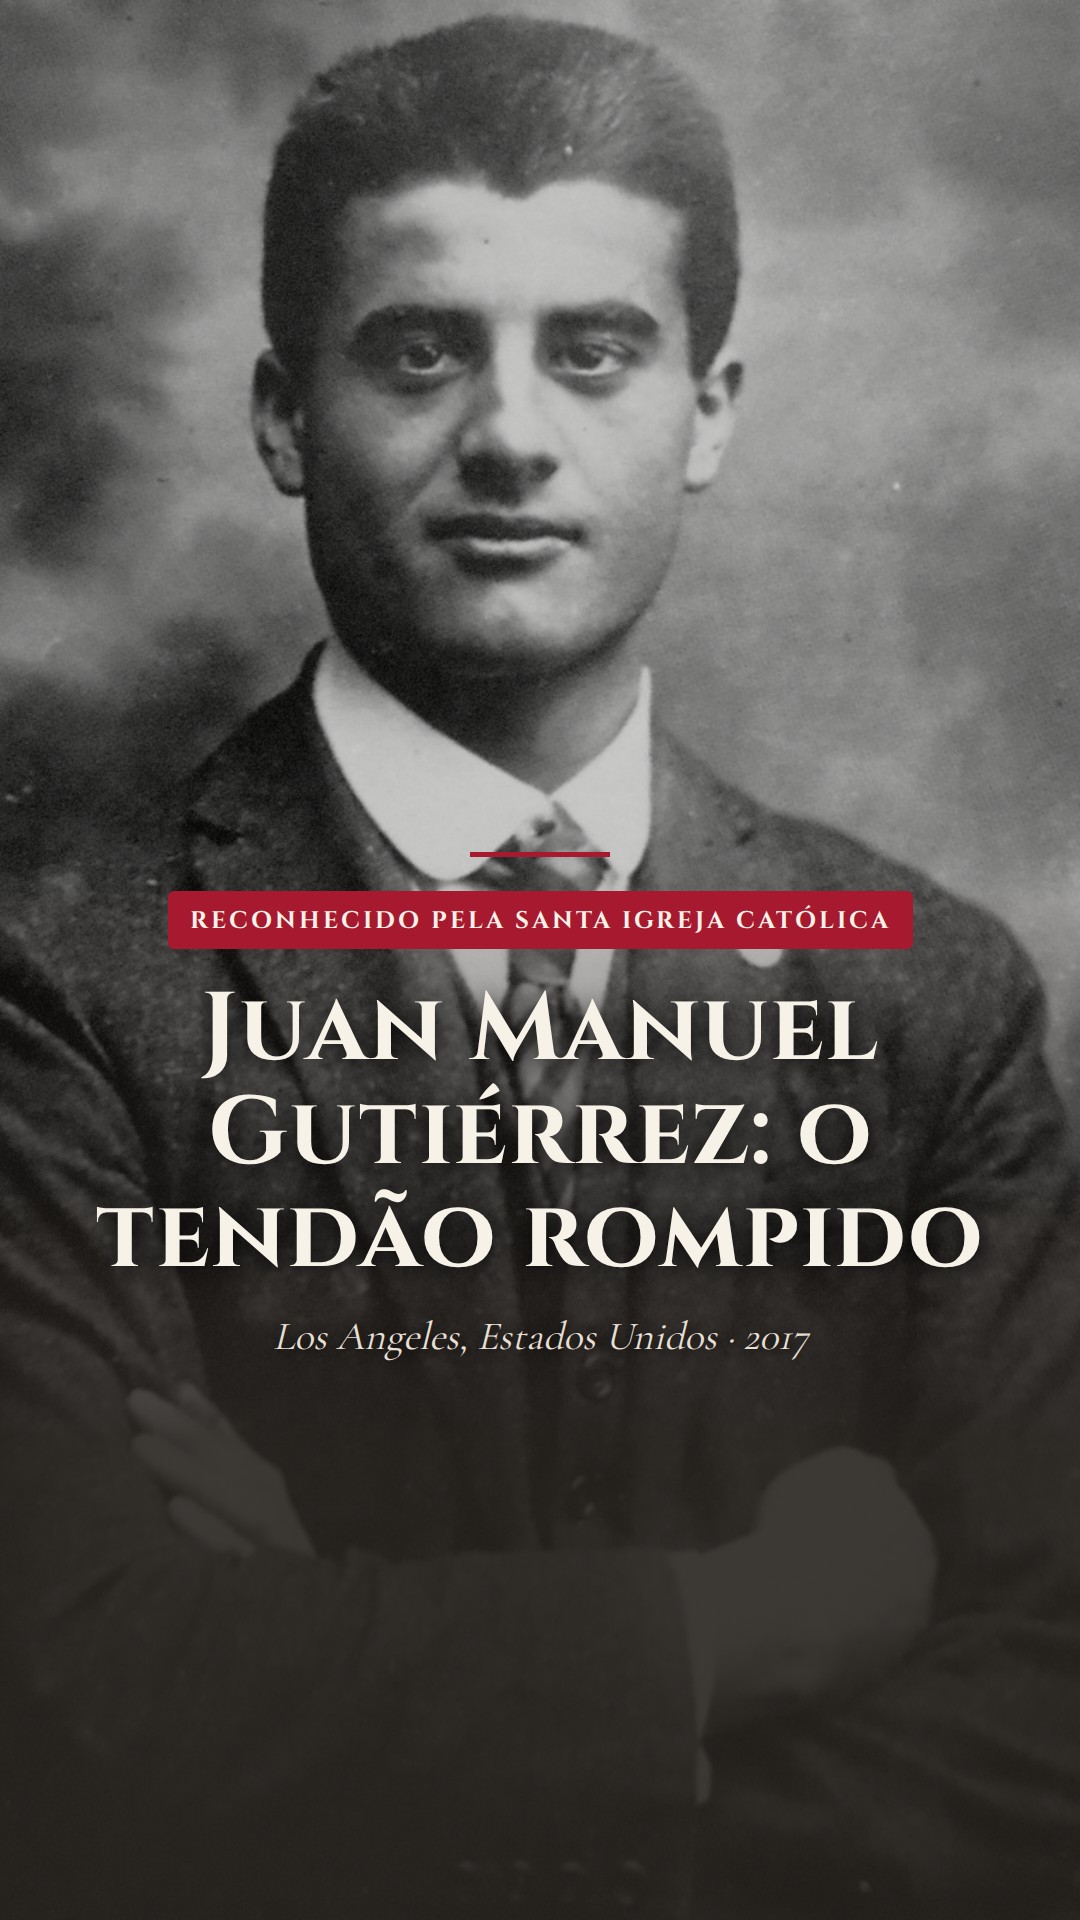 RECONHECIDO PELA SANTA IGREJA CATÓLICA
Juan Manuel
Gutiérrez: o
tendão rompido
Los Angeles, Estados Unidos · 2017